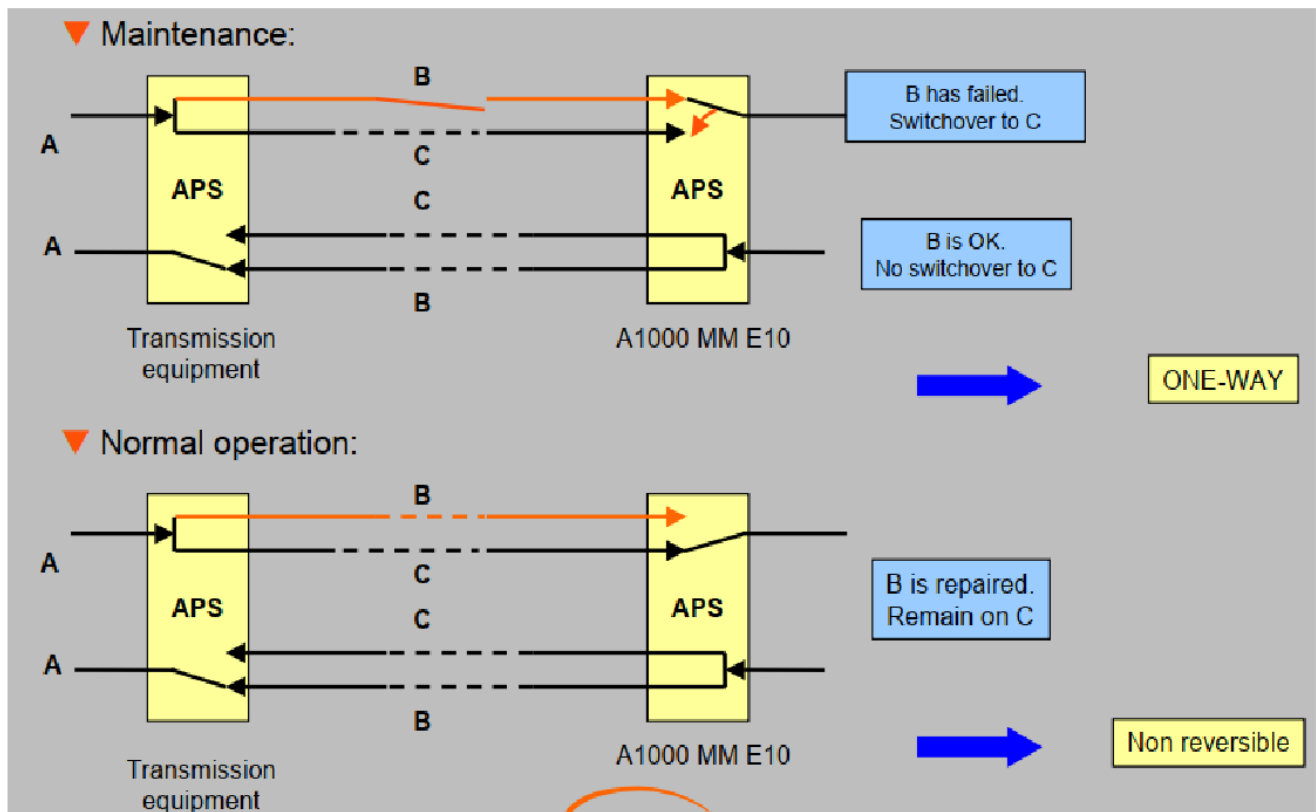 Maintenance:
B
B has failed.
Switchover to C
A
C
APS
APS
C
A
B is OK.
No switchover to C
B
Transmission
equipment
A1000 MM E10
ONE-WAY
Normal operation:
B
A
C
B is repaired.
Remain on C
APS
APS
C
A
B
Transmission
equipment
A1000 MM E10
Non reversible